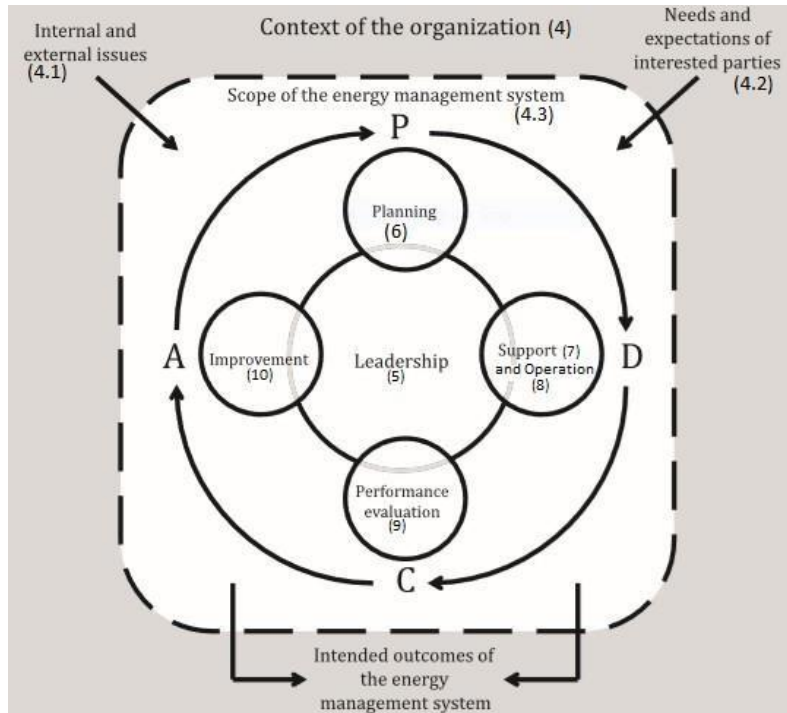 Context of the organization (4)
Internal and
external issues
(4.1)
Needs and
expectations of
interested parties
(4.2)
Scope of the energy management system
(4.3)
P
Planning
(6)
A
Improvement
(10)
Leadership
(5)
Support (7)
and Operation
(8)
D
Performance
evaluation
(9)
C
Intended outcomes of
the energy
management system